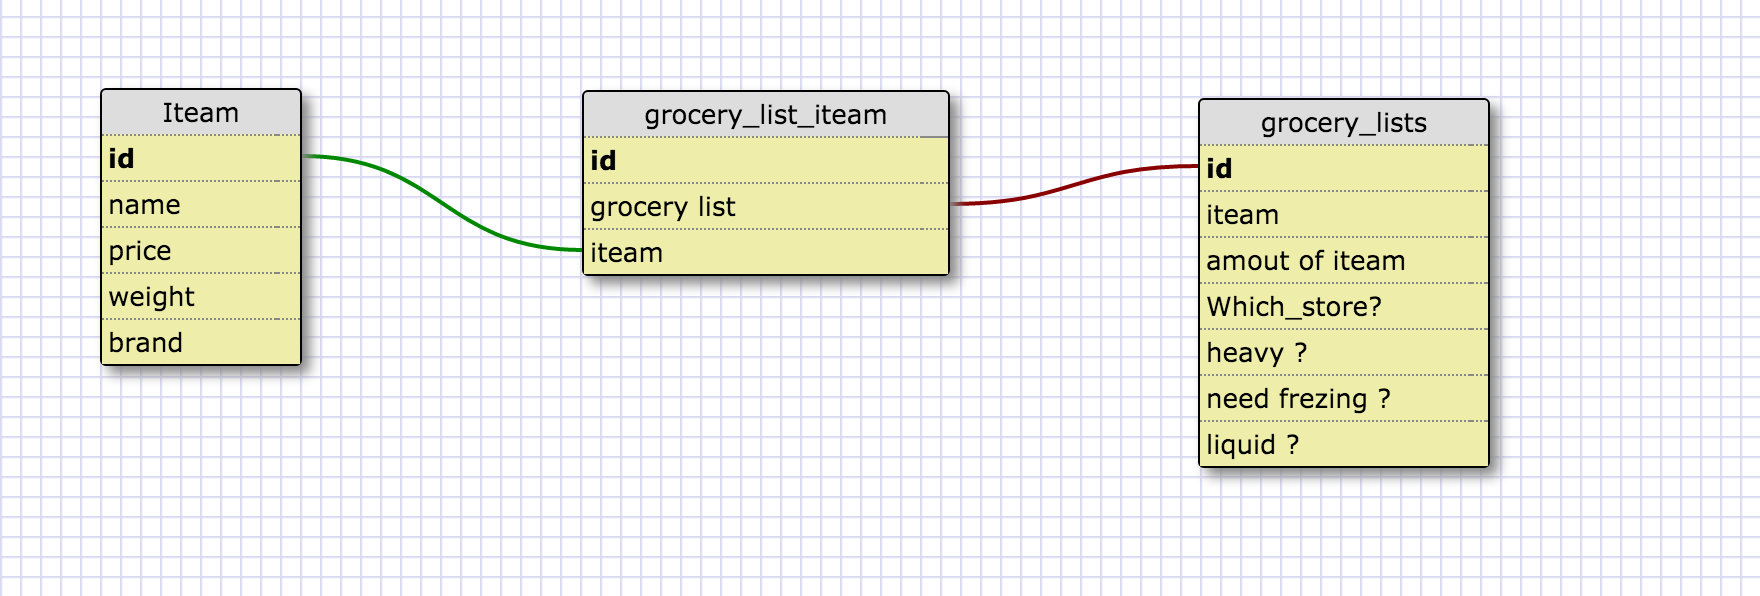 Iteam
id
name
price
weight
brand
grocery_list_iteam
id
grocery list
iteam
grocery_lists
id
iteam
amout of iteam
Which_store?
heavy ?
need frezing ?
liquid ?